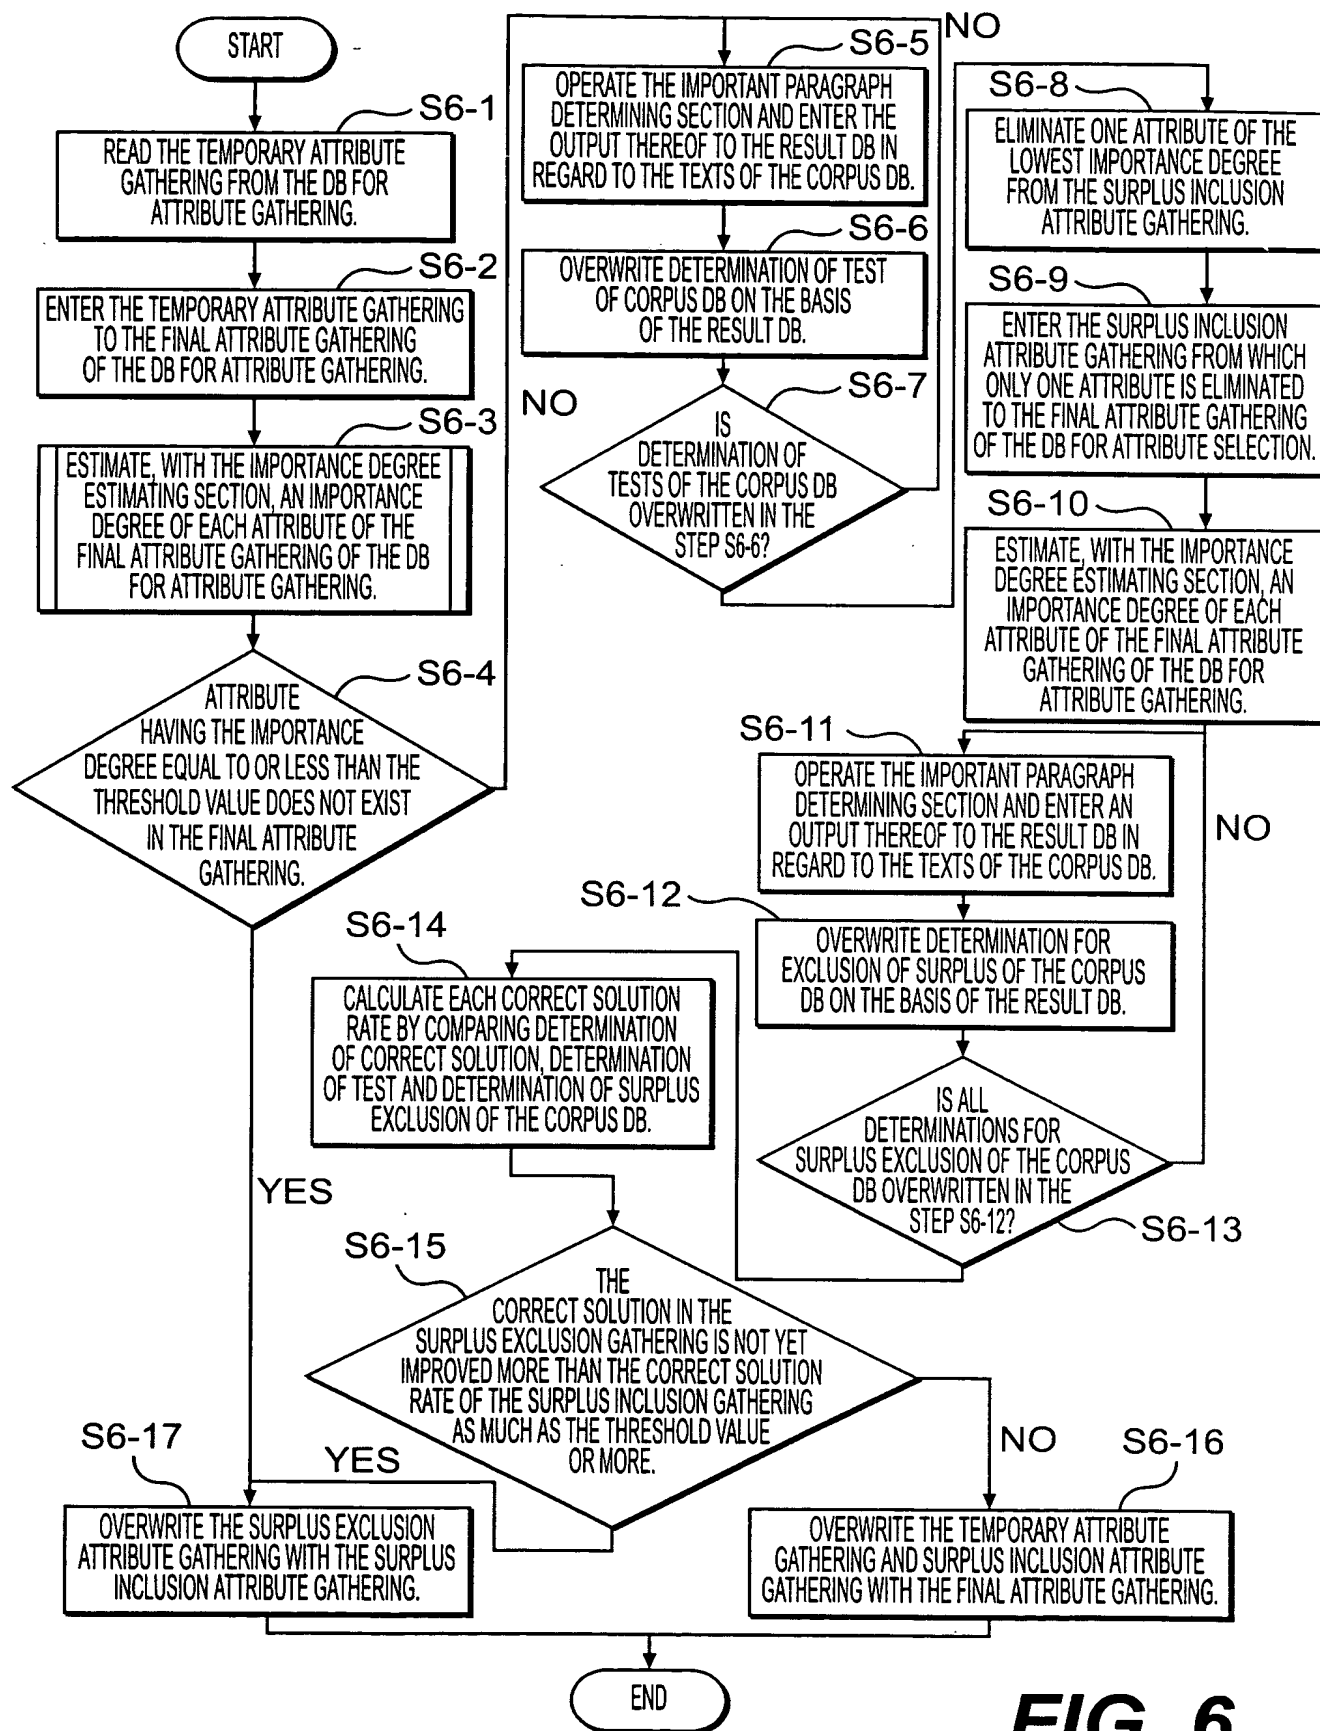 START
S6-1
READ THE TEMPORARY ATTRIBUTE
GATHERING FROM THE DB FOR
ATTRIBUTE GATHERING.
S6-2
ENTER THE TEMPORARY ATTRIBUTE GATHERING
TO THE FINAL ATTRIBUTE GATHERING
OF THE DB FOR ATTRIBUTE GATHERING.
S6-3
ESTIMATE, WITH THE IMPORTANCE DEGREE
ESTIMATING SECTION, AN IMPORTANCE
DEGREE OF EACH ATTRIBUTE OF THE
FINAL ATTRIBUTE GATHERING OF THE DB
FOR ATTRIBUTE GATHERING.
S6-4
ATTRIBUTE
HAVING THE IMPORTANCE
DEGREE EQUAL TO OR LESS THAN THE
THRESHOLD VALUE DOES NOT EXIST
IN THE FINAL ATTRIBUTE
GATHERING.
NO
YES
S6-5
OPERATE THE IMPORTANT PARAGRAPH
DETERMINING SECTION AND ENTER THE
OUTPUT THEREOF TO THE RESULT DB IN
REGARD TO THE TEXTS OF THE CORPUS DB.
S6-6
OVERWRITE DETERMINATION OF TEST
OF CORPUS DB ON THE BASIS
OF THE RESULT DB.
S6-7
IS
DETERMINATION OF
TESTS OF THE CORPUS DB
OVERWRITTEN IN THE
STEP S6-6?
NO
S6-8
ELIMINATE ONE ATTRIBUTE OF THE
LOWEST IMPORTANCE DEGREE
FROM THE SURPLUS INCLUSION
ATTRIBUTE GATHERING.
S6-9
ENTER THE SURPLUS INCLUSION
ATTRIBUTE GATHERING FROM WHICH
ONLY ONE ATTRIBUTE IS ELIMINATED
TO THE FINAL ATTRIBUTE GATHERING
OF THE DB FOR ATTRIBUTE SELECTION.
S6-10
ESTIMATE, WITH THE IMPORTANCE
DEGREE ESTIMATING SECTION, AN
IMPORTANCE DEGREE OF EACH
ATTRIBUTE OF THE FINAL ATTRIBUTE
GATHERING OF THE DB FOR
ATTRIBUTE GATHERING.
S6-11
OPERATE THE IMPORTANT PARAGRAPH
DETERMINING SECTION AND ENTER AN
OUTPUT THEREOF TO THE RESULT DB IN
REGARD TO THE TEXTS OF THE CORPUS DB.
NO
S6-12
OVERWRITE DETERMINATION FOR
EXCLUSION OF SURPLUS OF THE CORPUS
DB ON THE BASIS OF THE RESULT DB.
IS ALL
DETERMINATIONS FOR
SURPLUS EXCLUSION OF THE CORPUS
DB OVERWRITTEN IN THE
STEP S6-12?
S6-13
S6-14
CALCULATE EACH CORRECT SOLUTION
RATE BY COMPARING DETERMINATION
OF CORRECT SOLUTION, DETERMINATION
OF TEST AND DETERMINATION OF SURPLUS
EXCLUSION OF THE CORPUS DB.
S6-15
THE
CORRECT SOLUTION IN THE
SURPLUS EXCLUSION GATHERING IS NOT YET
IMPROVED MORE THAN THE CORRECT SOLUTION
RATE OF THE SURPLUS INCLUSION GATHERING
AS MUCH AS THE THRESHOLD VALUE
OR MORE.
YES
NO
S6-16
OVERWRITE THE TEMPORARY ATTRIBUTE
GATHERING AND SURPLUS INCLUSION ATTRIBUTE
GATHERING WITH THE FINAL ATTRIBUTE GATHERING.
S6-17
OVERWRITE THE SURPLUS EXCLUSION
ATTRIBUTE GATHERING WITH THE SURPLUS
INCLUSION ATTRIBUTE GATHERING.
END
FIG. 6